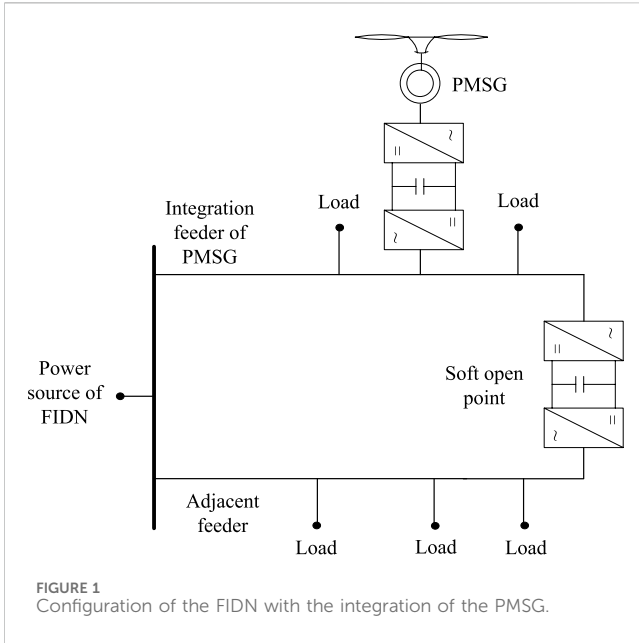 PMSG
Integration
feeder of
PMSG
Load
Load
Power
source of
FIDN
Soft open
point
Adjacent
feeder
Load
Load
Load
FIGURE 1
Configuration of the FIDN with the integration of the PMSG.